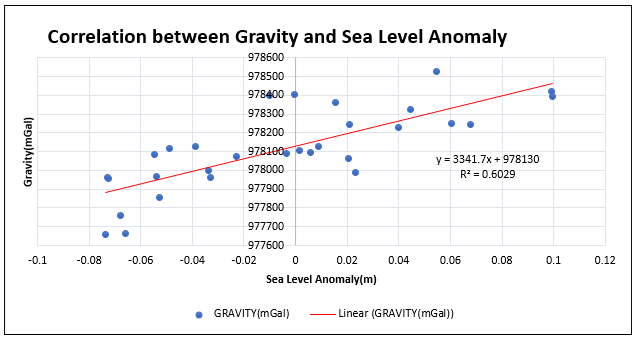 Correlation between Gravity and Sea Level Anomaly
Gravity(mGal)
978600
978500
978400
978300
978200
978100
978000
977900
977800
977700
977600
y = 3341.7x + 978130
R² = 0.6029
-0.1 -0.08 -0.06 -0.04 -0.02 0 0.02 0.04 0.06 0.08 0.1 0.12
Sea Level Anomaly(m)
GRAVITY(mGal) Linear (GRAVITY(mGal))